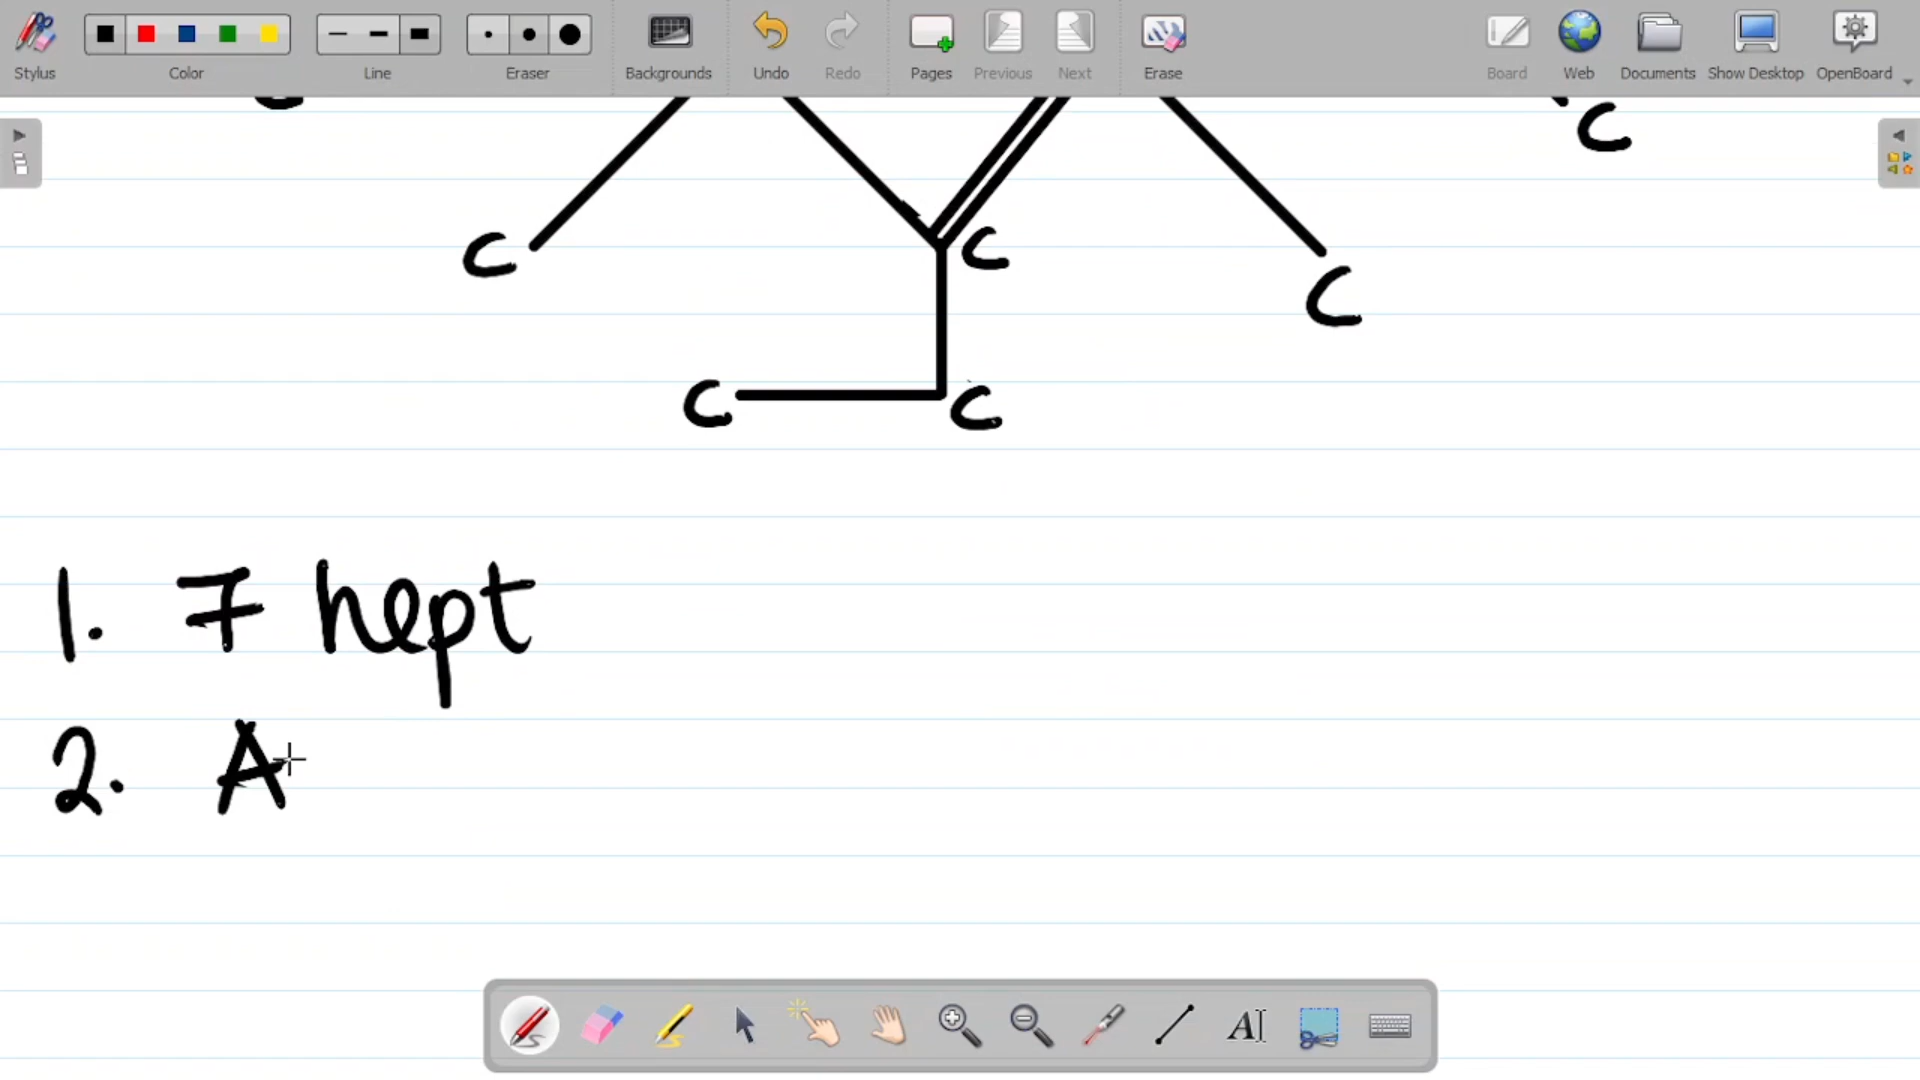 Stylus Color Line Eraser Backgrounds Undo Redo Pages Previous Next Erase Board Web Documents Show Desktop OpenBoard
C
C
C C
C
C C
1. 7 hept
2. A